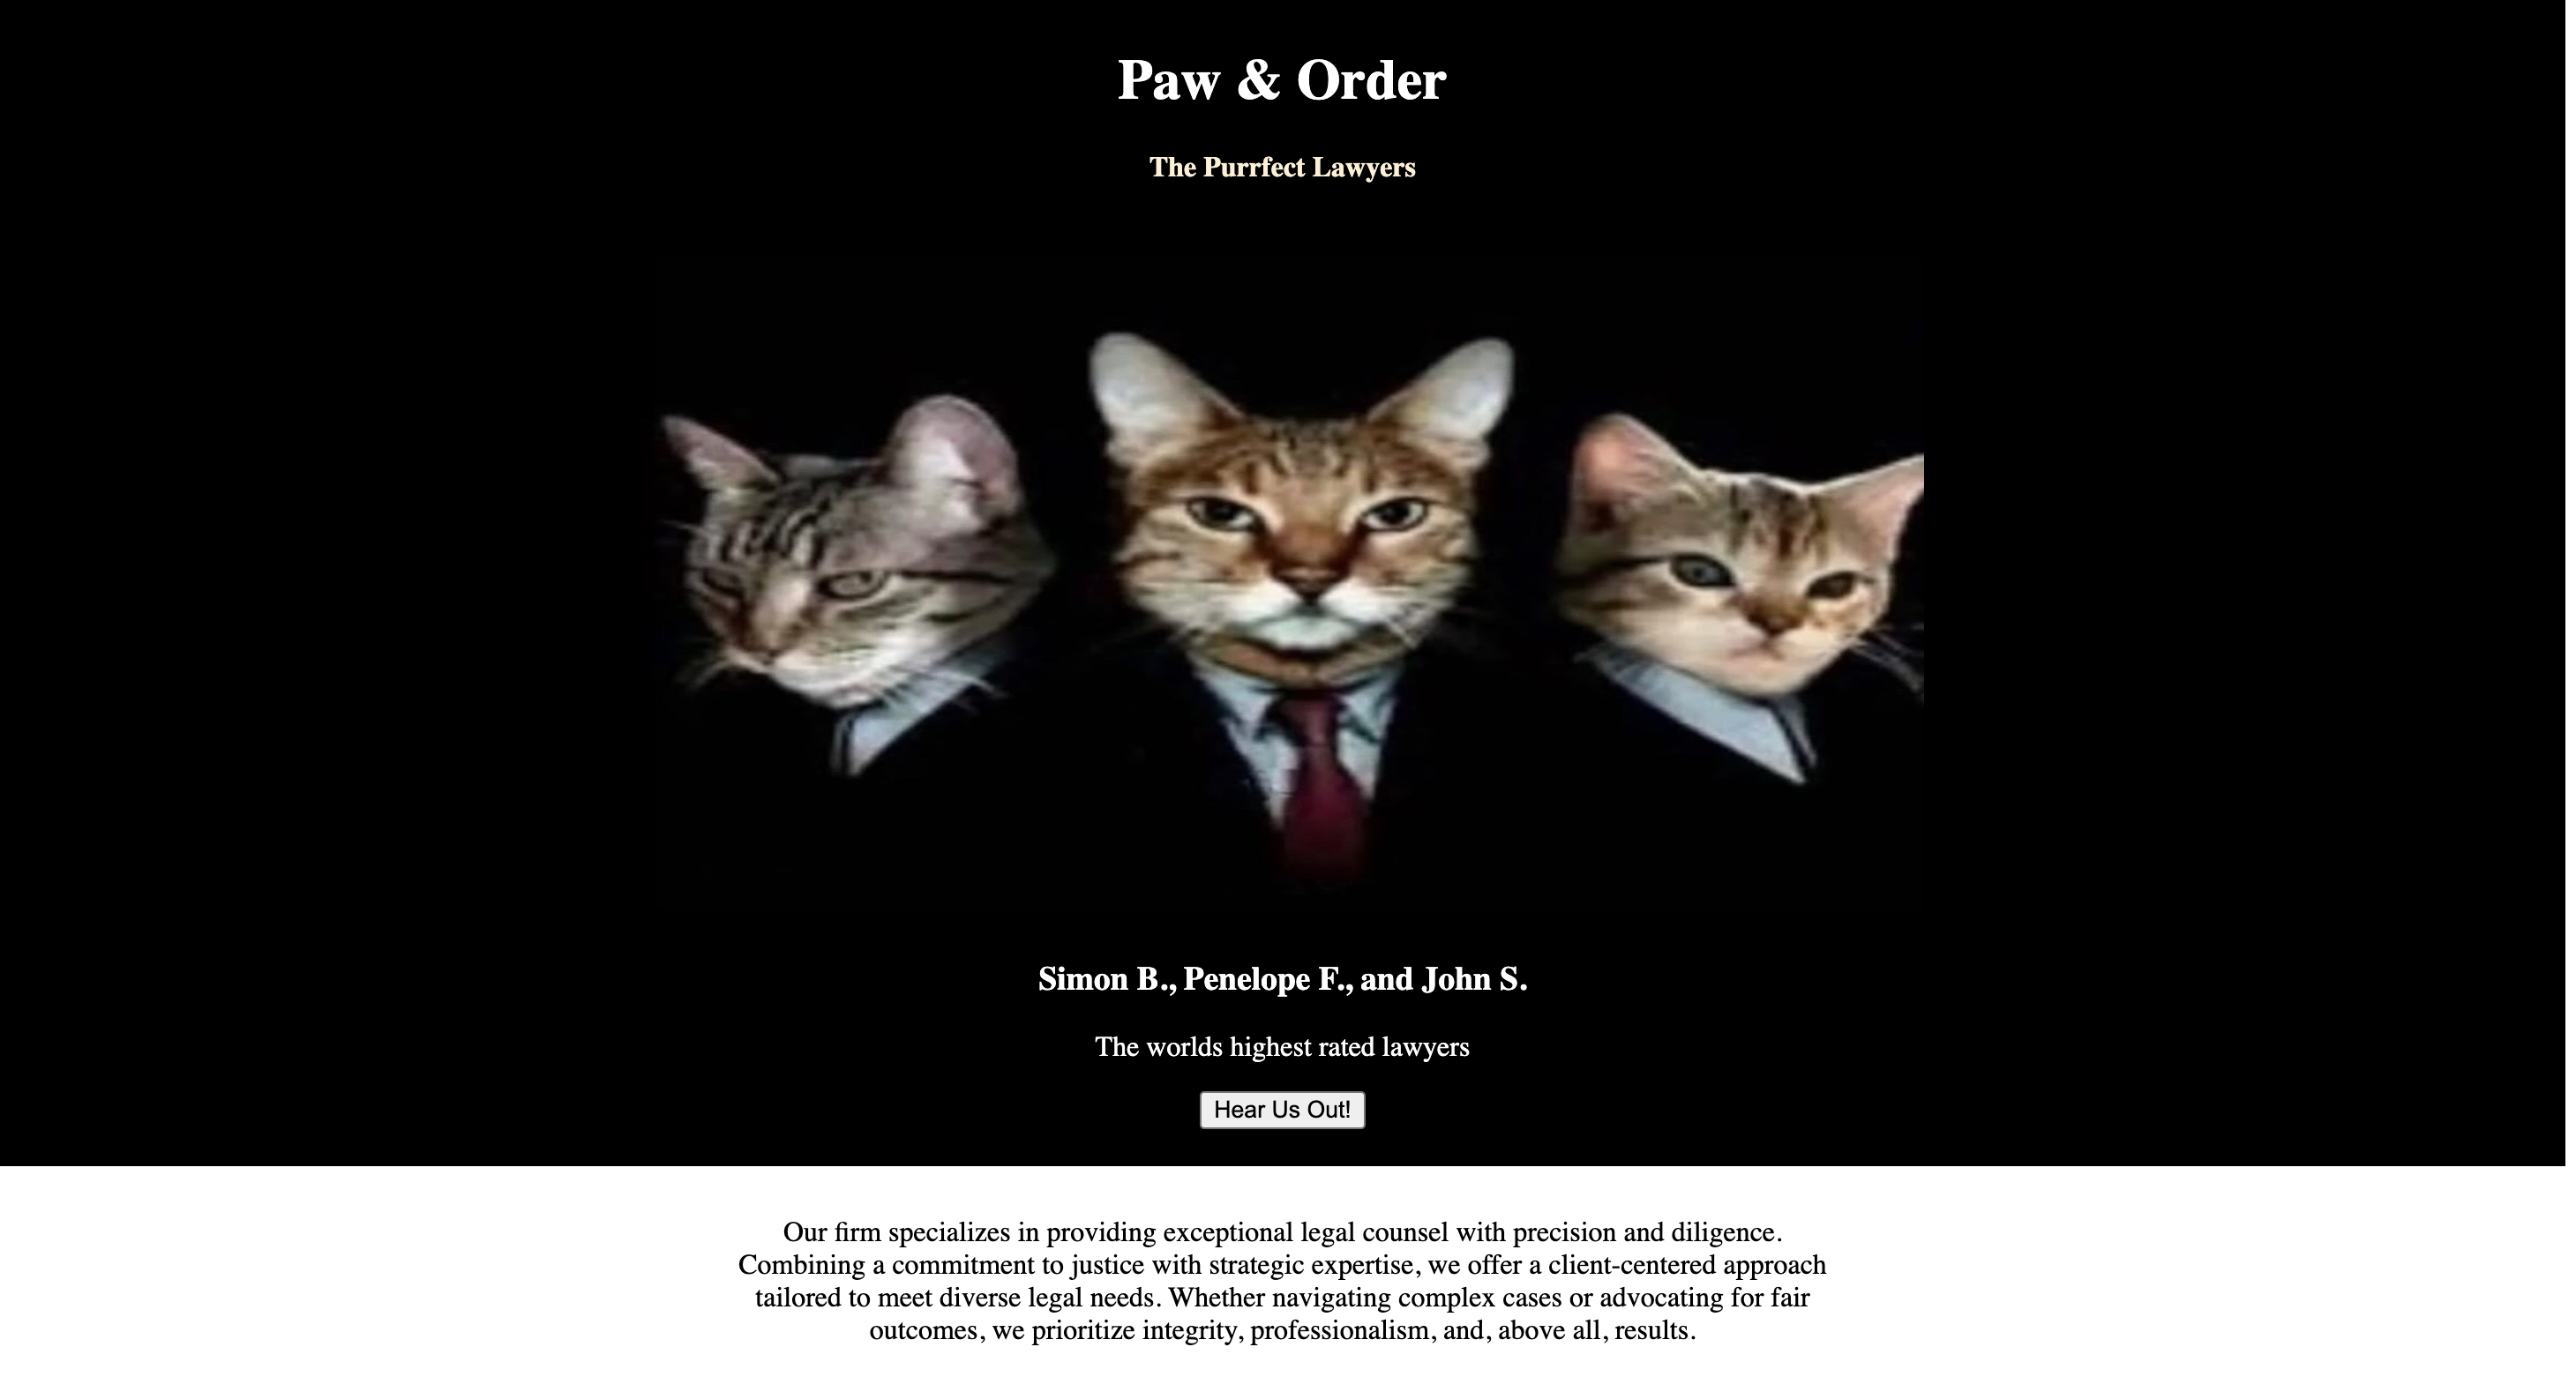 Paw & Order
The Purrfect Lawyers
Simon B., Penelope F., and John S.
The worlds highest rated lawyers
Hear Us Out!
Our firm specializes in providing exceptional legal counsel with precision and diligence.
Combining a commitment to justice with strategic expertise, we offer a client-centered approach
tailored to meet diverse legal needs. Whether navigating complex cases or advocating for fair
outcomes, we prioritize integrity, professionalism, and, above all, results.